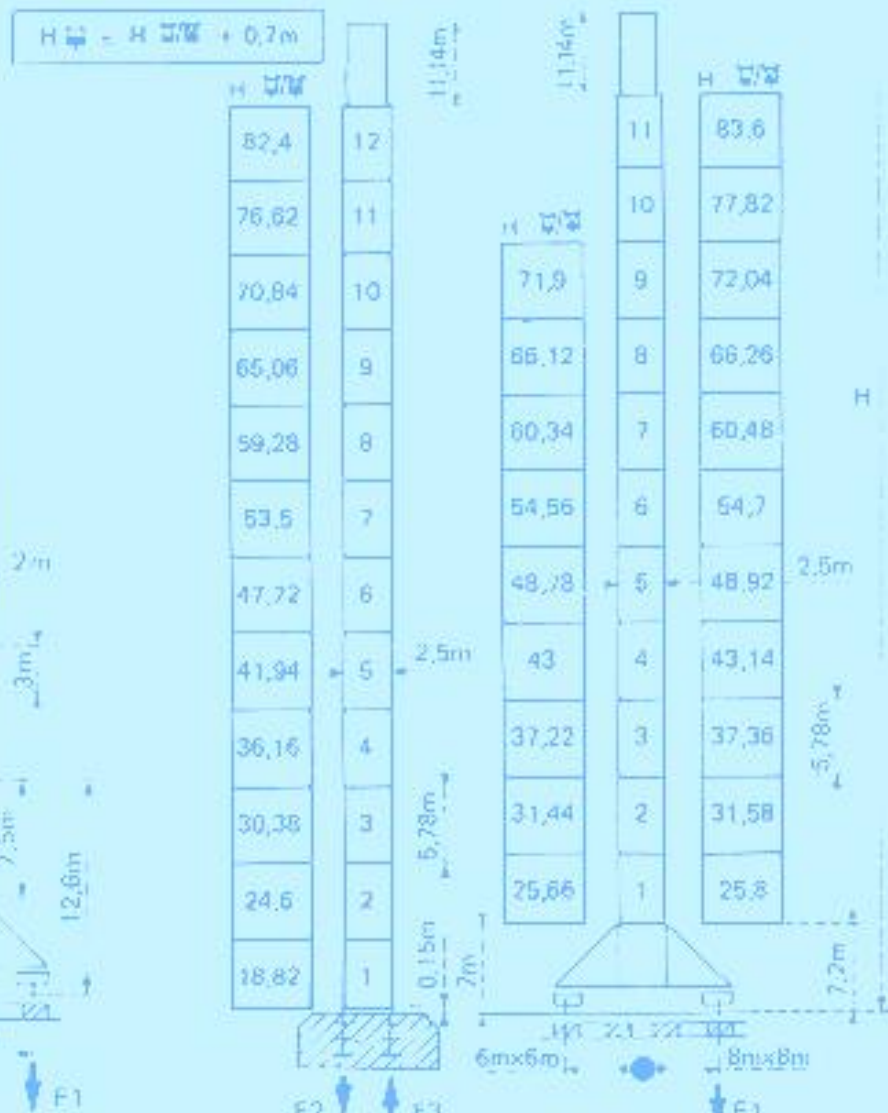 H = H + 0,7m
11,14m
11,14m
H
H
H
82,4 12
76,62 11
70,84 10
65,06 9
59,28 8
53,5 7
47,72 6
41,94 5 2,5m
36,16 4
30,38 3
24,6 2
18,82 1
5,78m
0,15m
11 83,6
10 77,82
71,9 9 72,04
66,12 8 66,26
60,34 7 60,48
54,56 6 54,7
48,78 5 48,92 2,5m
43 4 43,14
37,22 3 37,36
31,44 2 31,58
25,66 1 25,8
5,78m
H
7m
7,2m
12,6m
6mx6m
8mx8m
F1
F2
F3
F1